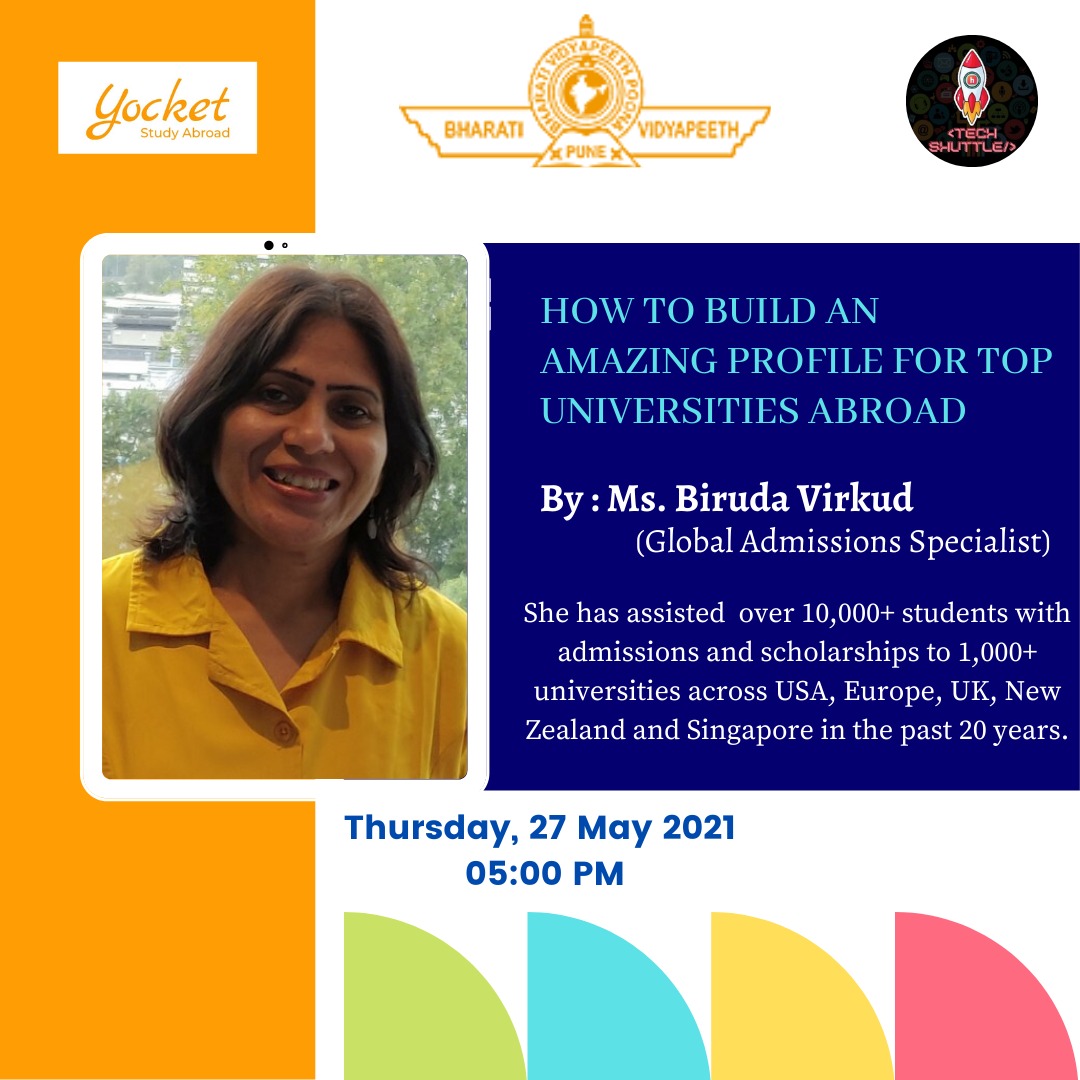 Yocket
Study Abroad
BHARATI VIDYAPEETH POONA
BHARATI VIDYAPEETH
PUNE
<TECH
SHUTTLE/>
HOW TO BUILD AN
AMAZING PROFILE FOR TOP
UNIVERSITIES ABROAD
By : Ms. Biruda Virkud
(Global Admissions Specialist)
She has assisted over 10,000+ students with
admissions and scholarships to 1,000+
universities across USA, Europe, UK, New
Zealand and Singapore in the past 20 years.
Thursday, 27 May 2021
05:00 PM